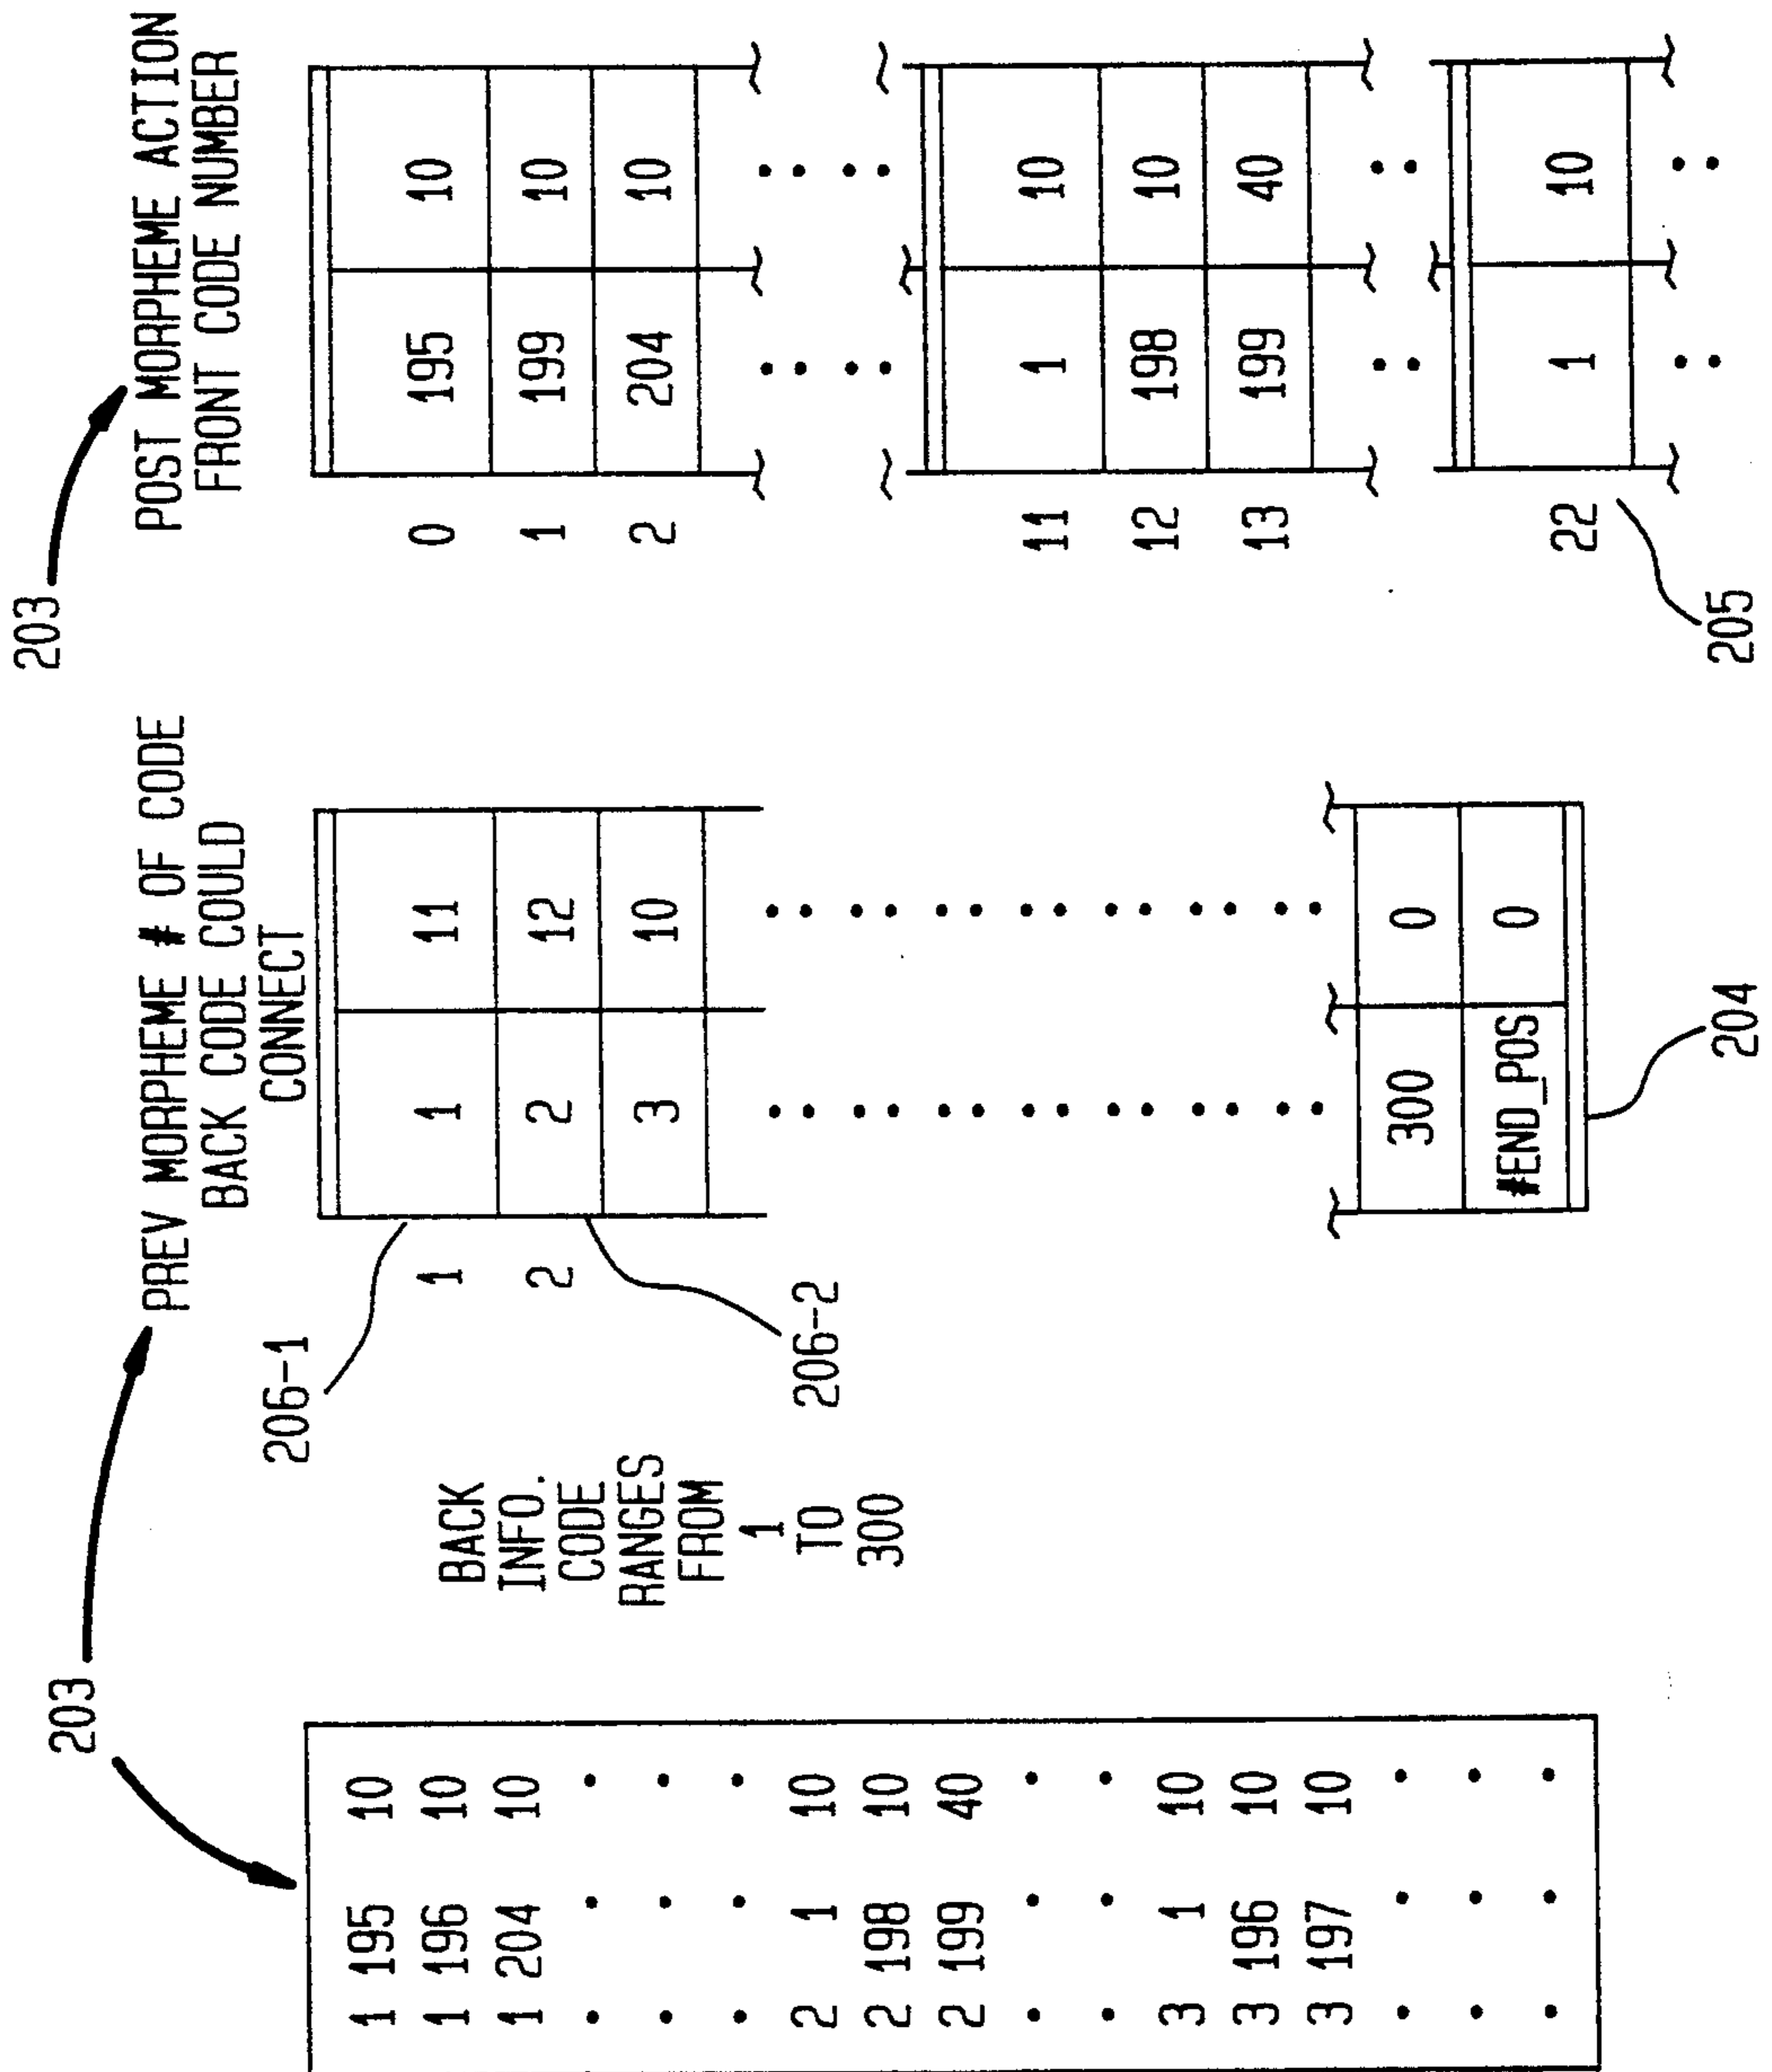 203
1 195 10
1 196 10
1 204 10
2 1 10
2 198 10
2 199 40
3 1 10
3 196 10
3 197 10
BACK
INFO.
CODE
RANGES
FROM
1
TO
300
PREV MORPHEME # OF CODE
BACK CODE COULD
CONNECT
206-1
206-2
1
2
1 11
2 12
3 10
300 0
#END_POS 0
204
203
POST MORPHEME ACTION
FRONT CODE NUMBER
0 195 10
1 199 10
2 204 10
11 1 10
12 198 10
13 199 40
22 1 10
205